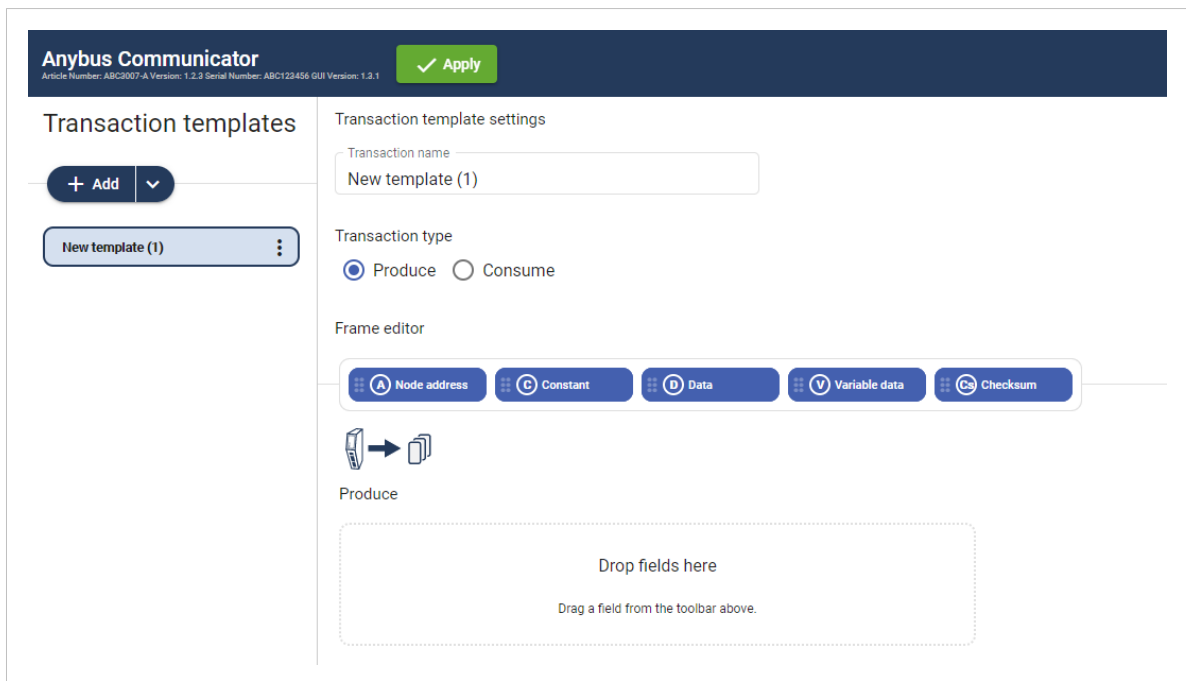 Anybus Communicator
Article Number: ABC3007-A Version: 1.2.3 Serial Number: ABC123456 GUI Version: 1.3.1
Apply
Transaction templates
Add
New template (1)
Transaction template settings
Transaction name
New template (1)
Transaction type
Produce Consume
Frame editor
A Node address C Constant D Data V Variable data Cs Checksum
Produce
Drop fields here
Drag a field from the toolbar above.